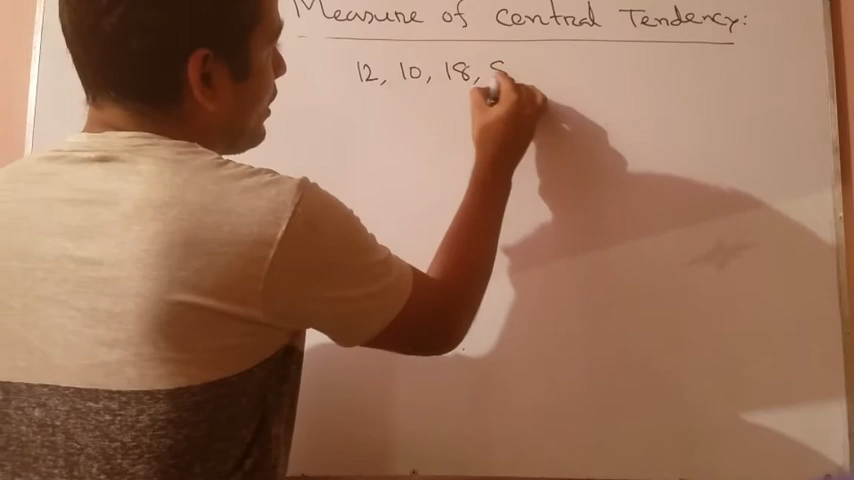 Measure of central Tendency:
12, 10, 18,